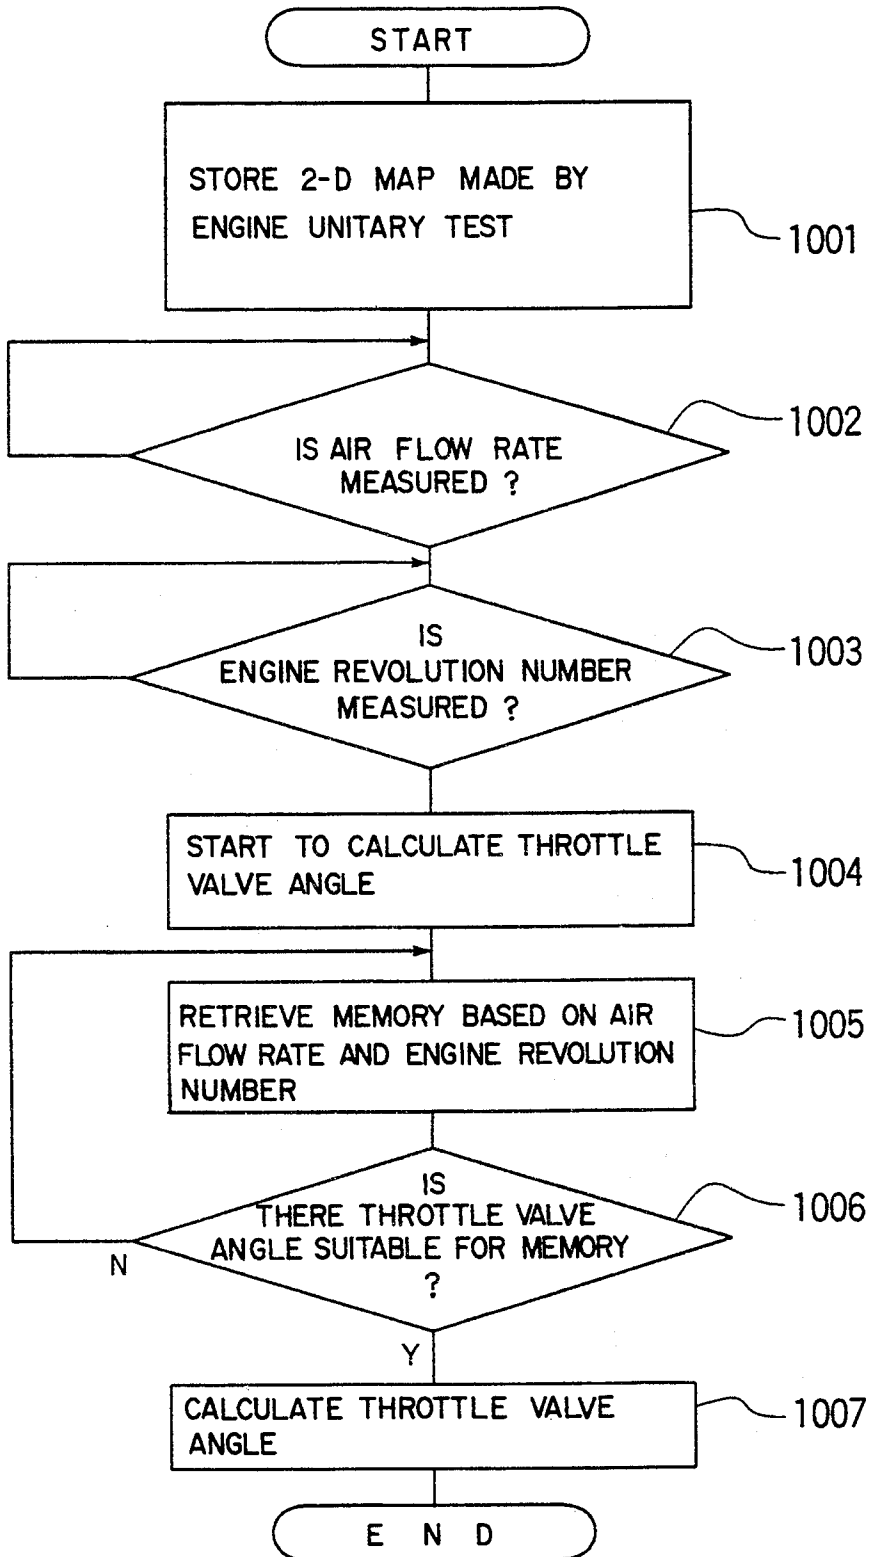 START
STORE 2-D MAP MADE BY
ENGINE UNITARY TEST
1001
1002
IS AIR FLOW RATE
MEASURED ?
IS
ENGINE REVOLUTION NUMBER
MEASURED ?
1003
START TO CALCULATE THROTTLE
VALVE ANGLE
1004
RETRIEVE MEMORY BASED ON AIR
FLOW RATE AND ENGINE REVOLUTION
NUMBER
1005
IS
THERE THROTTLE VALVE
ANGLE SUITABLE FOR MEMORY
?
1006
N
Y
CALCULATE THROTTLE VALVE
ANGLE
1007
END